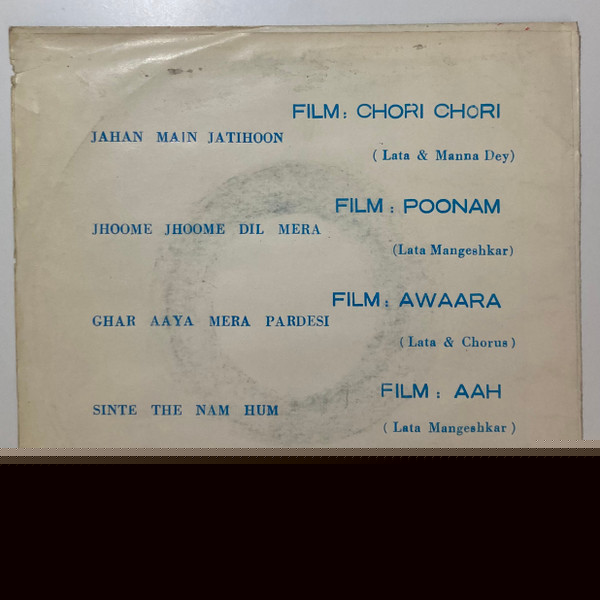 FILM: CHORI CHORI
JAHAN MAIN JATIHOON
( Lata & Manna Dey)
FILM : POONAM
JHOOME JHOOME DIL MERA
(Lata Mangeshkar)
FILM: AWAARA
GHAR AAYA MERA PARDESI
( Lata & Chorus )
FILM : AAH
SINTE THE NAM HUM
( Lata Mangeshkar )